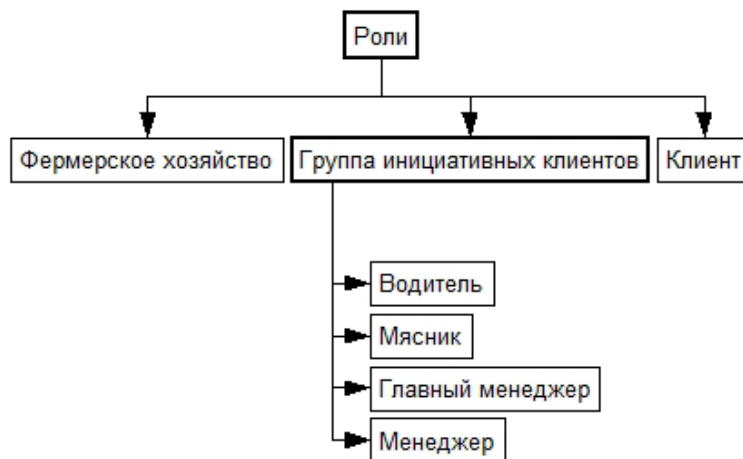 Роли
Фермерское хозяйство
Группа инициативных клиентов
Клиент
Водитель
Мясник
Главный менеджер
Менеджер